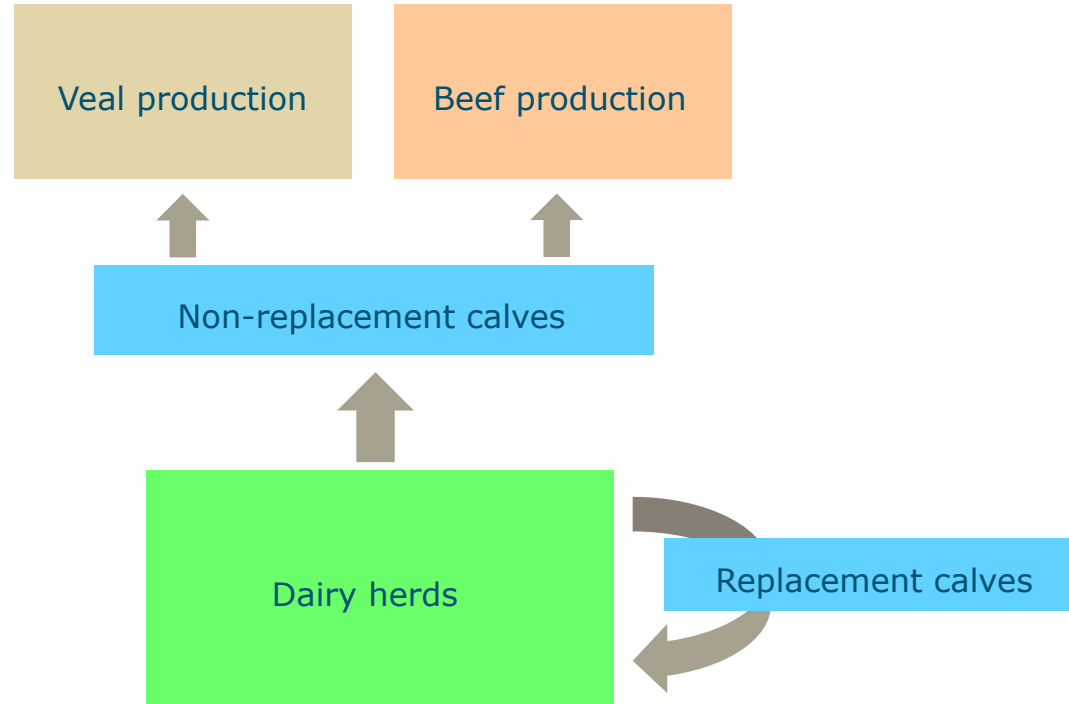 Veal production
Beef production
Non-replacement calves
Dairy herds
Replacement calves